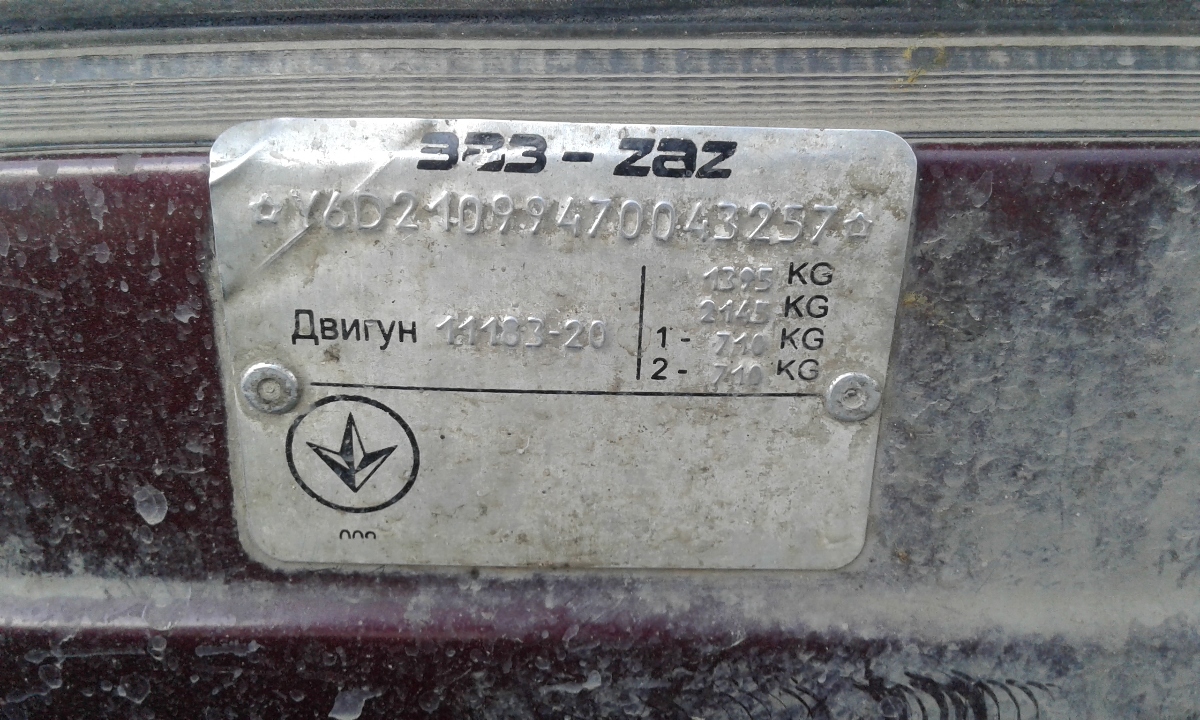 ЗАЗ - ZAZ
☆Y6D21099470043257☆
1395 KG
2145 KG
Двигун 11183-20
1 - 710 KG
2 - 710 KG